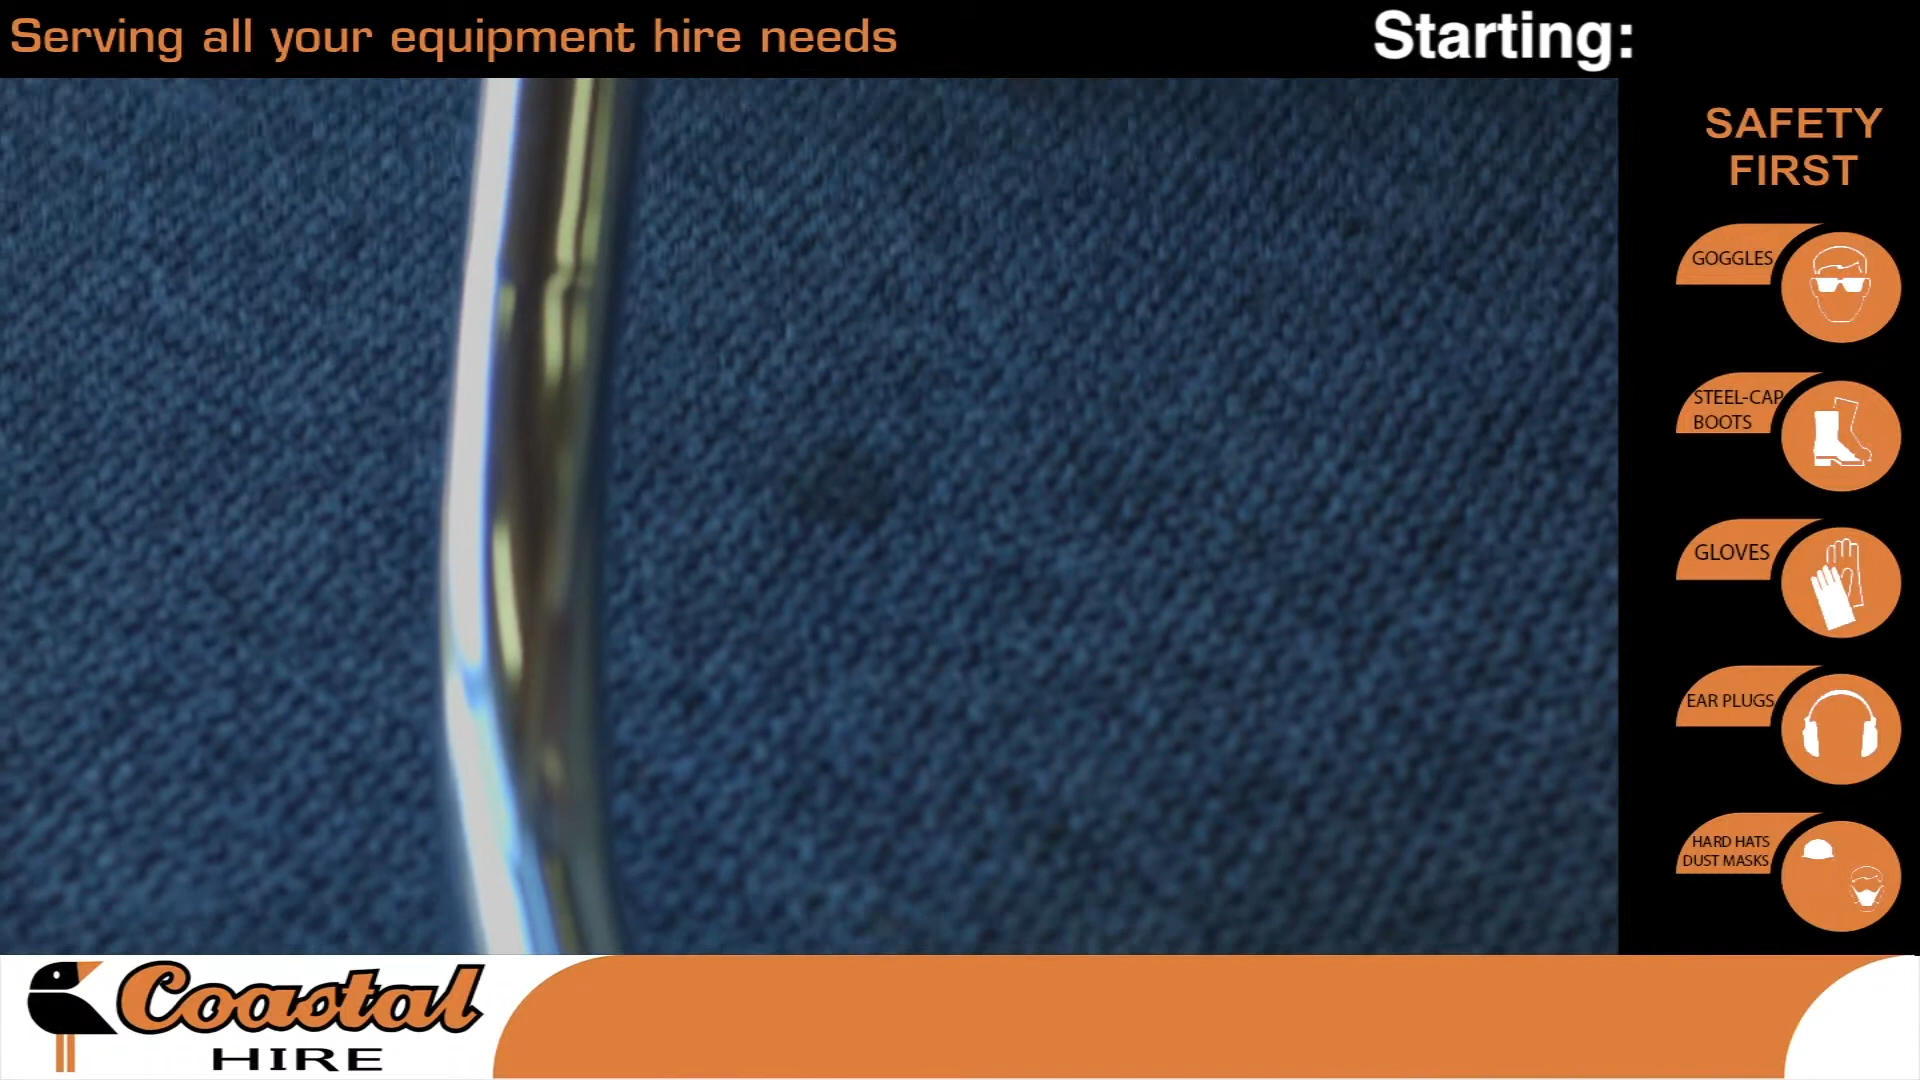 Serving all your equipment hire needs
Starting:
SAFETY
FIRST
GOGGLES
STEEL-CAP
BOOTS
GLOVES
EAR PLUGS
HARD HATS
DUST MASKS
Coastal
HIRE